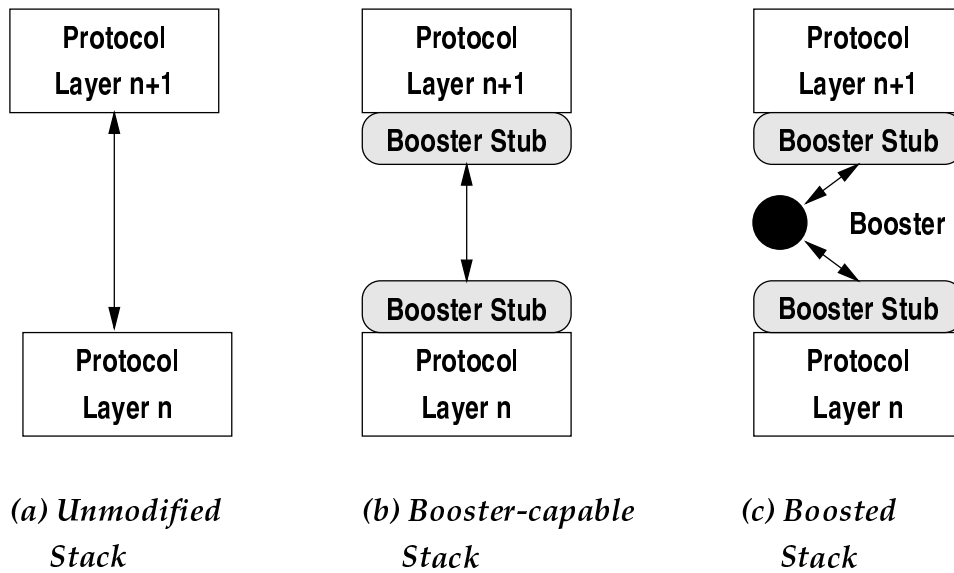 Protocol
Layer n+1
Protocol
Layer n
(a) Unmodified
Stack
Protocol
Layer n+1
Booster Stub
Booster Stub
Protocol
Layer n
(b) Booster-capable
Stack
Protocol
Layer n+1
Booster Stub
Booster
Booster Stub
Protocol
Layer n
(c) Boosted
Stack